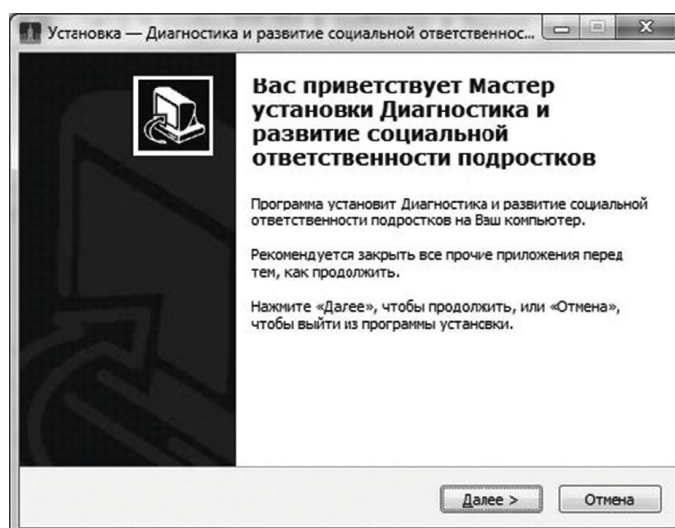 Установка — Диагностика и развитие социальной ответственнос...
Вас приветствует Мастер
установки Диагностика и
развитие социальной
ответственности подростков
Программа установит Диагностика и развитие социальной
ответственности подростков на Ваш компьютер.
Рекомендуется закрыть все прочие приложения перед
тем, как продолжить.
Нажмите «Далее», чтобы продолжить, или «Отмена»,
чтобы выйти из программы установки.
Далее >
Отмена